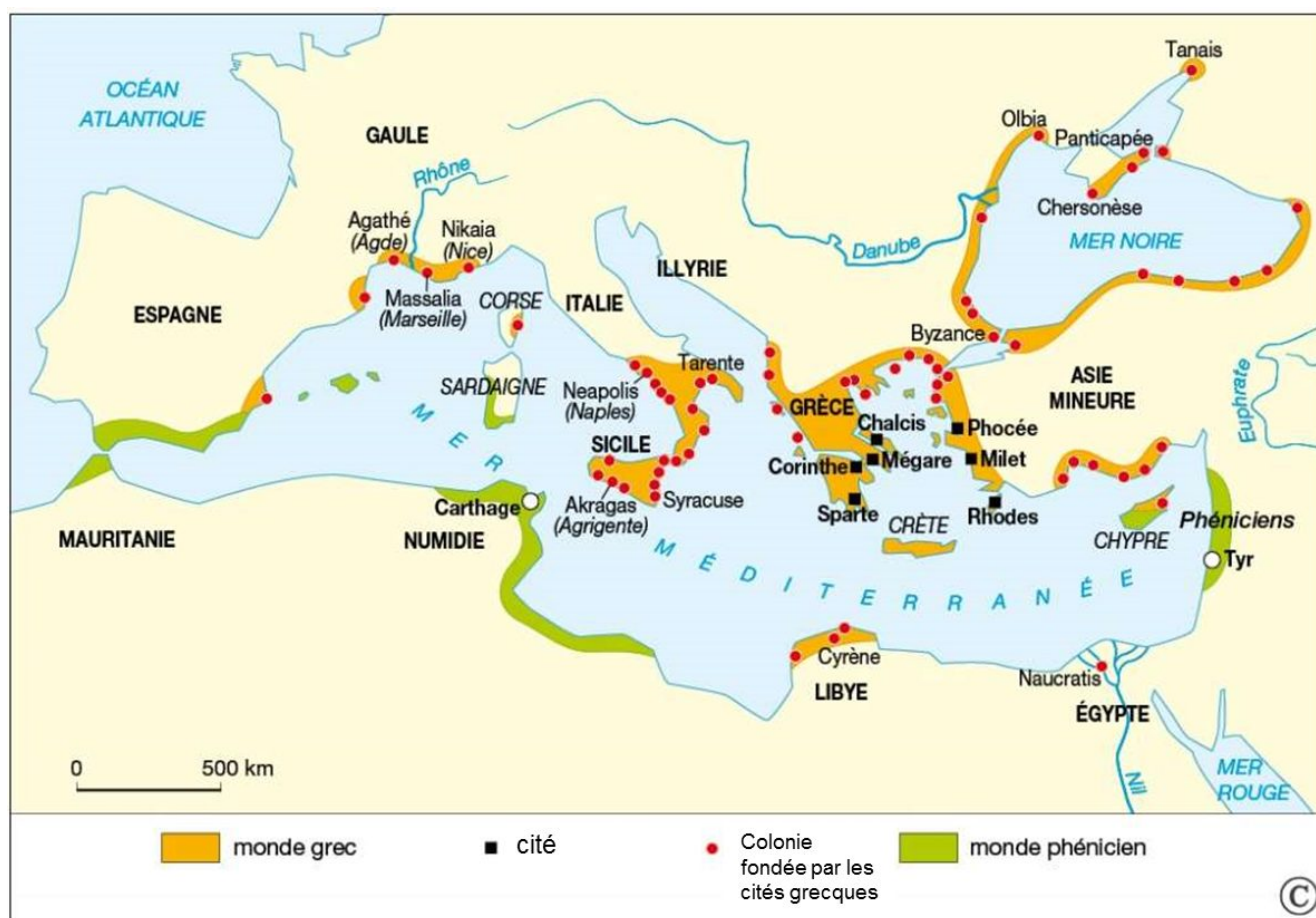 Tanais
OCÉAN
ATLANTIQUE
Olbia
GAULE
Panticapée
Rhône
Agathé
(Agde)
Nikaia
(Nice)
Chersonèse
MER NOIRE
Danube
ILLYRIE
Massalia
(Marseille)
CORSE
ITALIE
ESPAGNE
Byzance
Tarente
ASIE
MINEURE
Euphrate
SARDAIGNE
Neapolis
(Naples)
GRÈCE
Chalcis
Phocée
SICILE
Corinthe
Mégare
Milet
Akragas
(Agrigente)
Syracuse
Carthage
Sparte
Rhodes
CRÈTE
Phéniciens
CHYPRE
MAURITANIE
NUMIDIE
MER MÉDITERRANÉE
Tyr
Cyrène
LIBYE
Naucratis
ÉGYPTE
Nil
MER
ROUGE
0 500 km
monde grec
cité
Colonie
fondée par les
cités grecques
monde phénicien
©